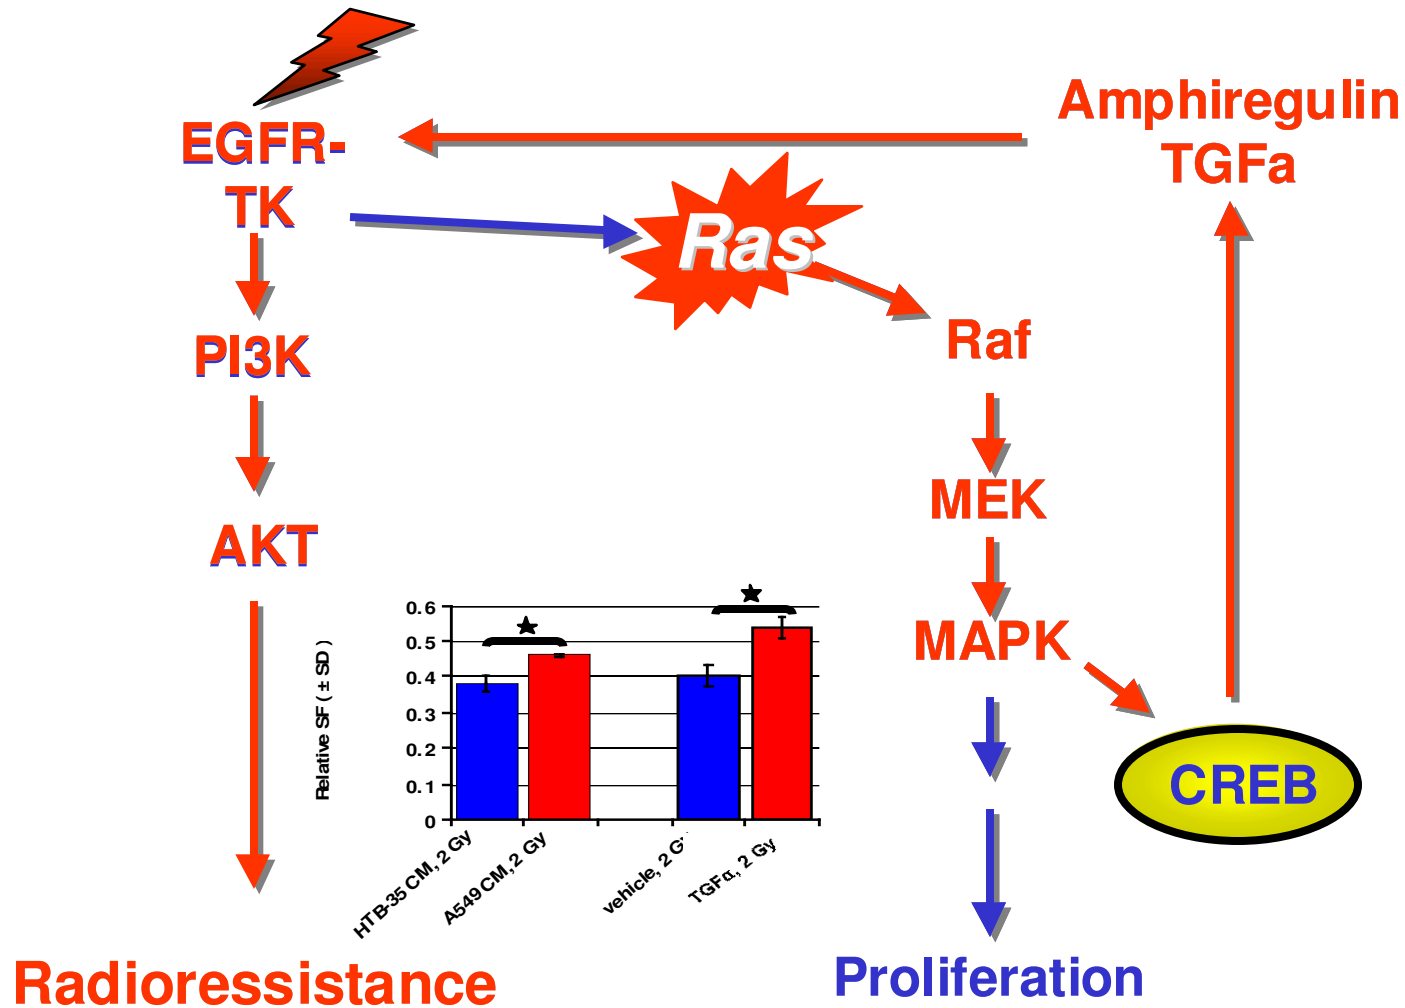 Amphiregulin
TGFa
EGFR-
TK
Ras
Raf
PI3K
MEK
AKT
MAPK
CREB
Relative SF ( ± SD )
0.6
0.5
0.4
0.3
0.2
0.1
0
HTB-35 CM, 2 Gy
A549 CM, 2 Gy
vehicle, 2 G
TGFα, 2 Gy
Radioressistance
Proliferation